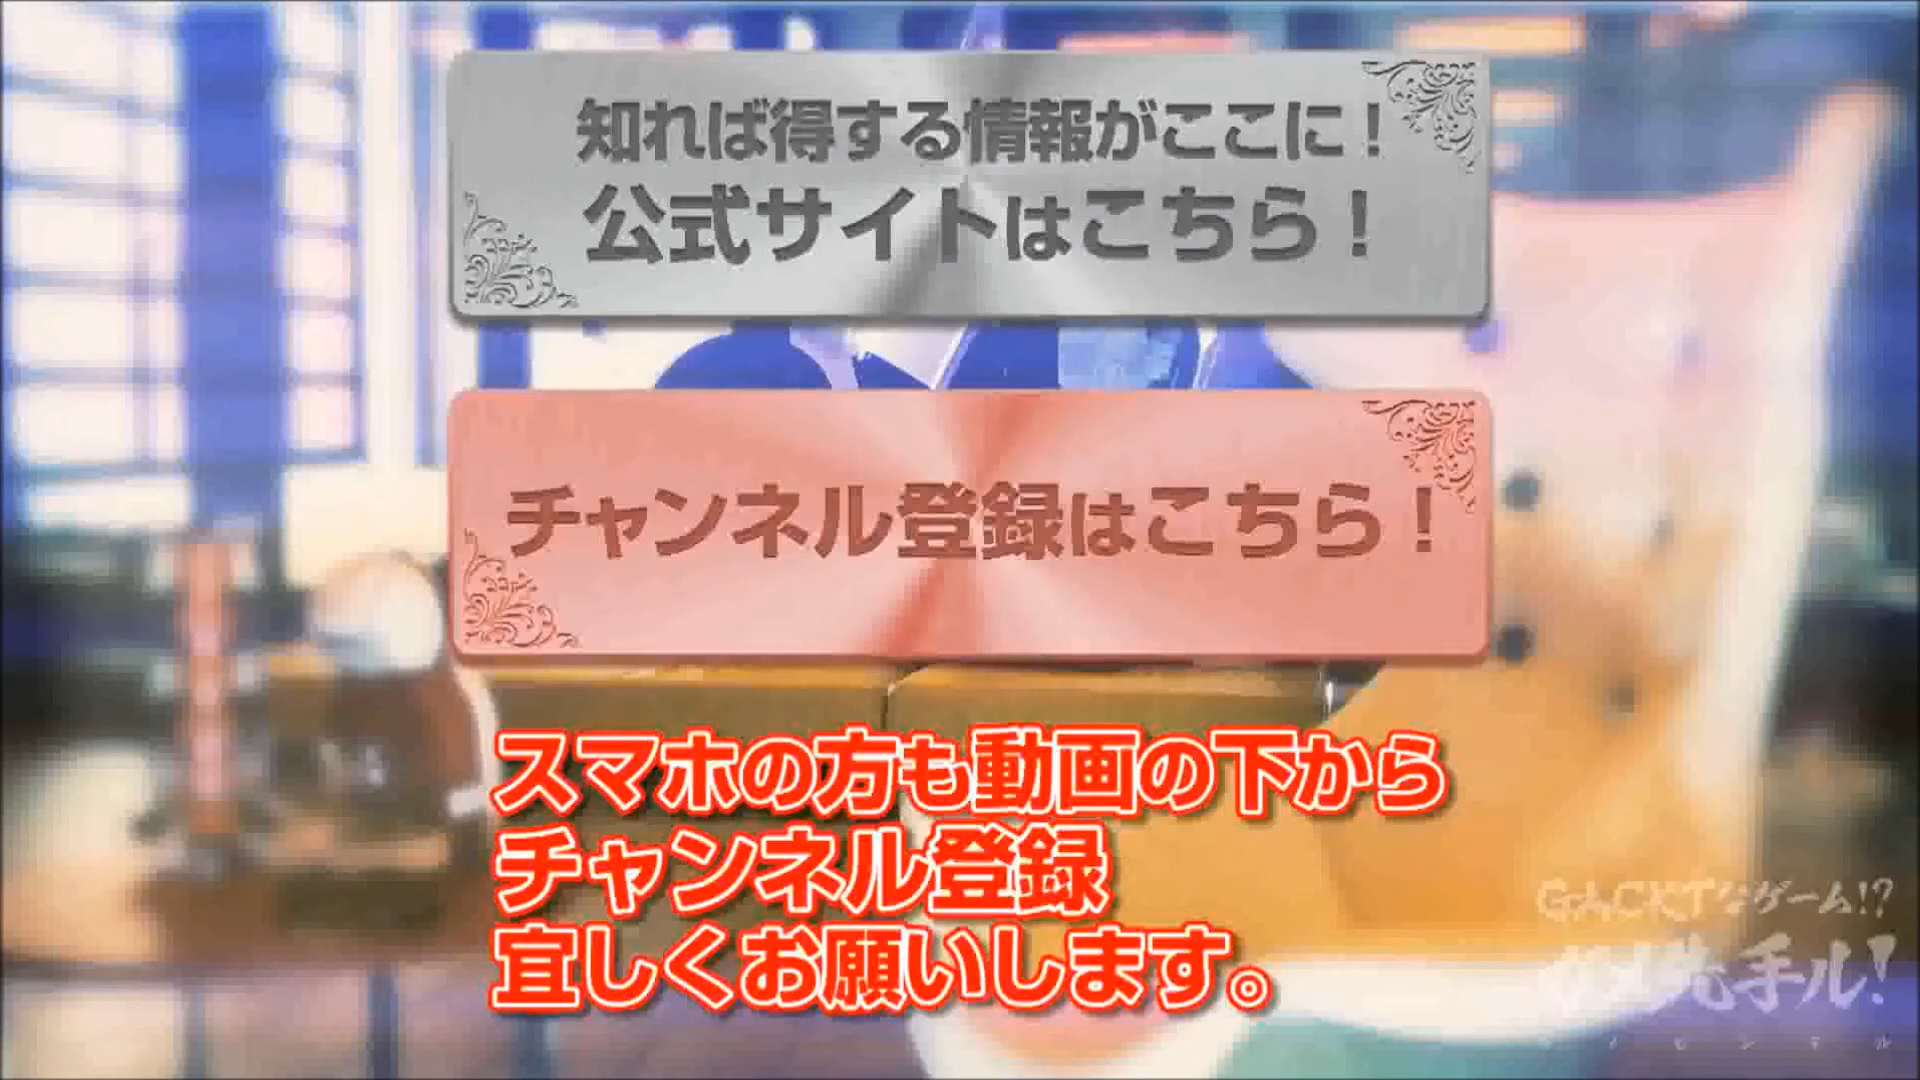 知れば得する情報がここに！
公式サイトはこちら！
チャンネル登録はこちら！
スマホの方も動画の下から
チャンネル登録
宜しくお願いします。
GACKTなゲーム!?